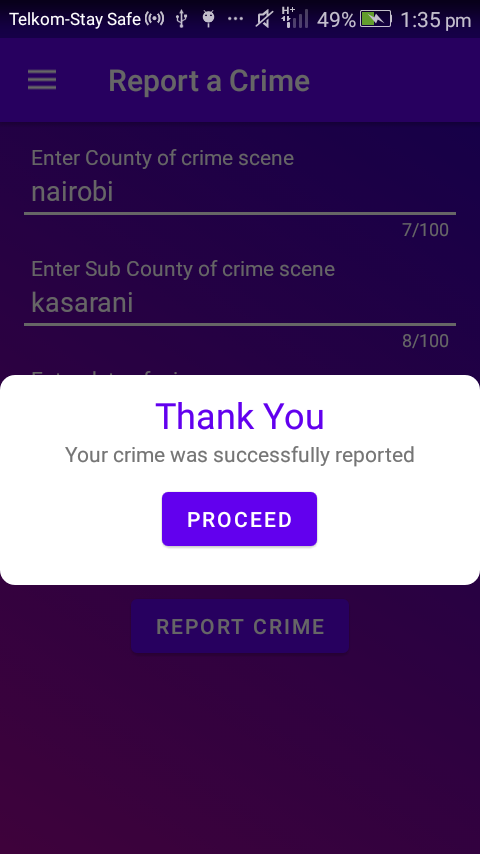 Telkom-Stay Safe H+ 49% 1:35 pm
Report a Crime
Enter County of crime scene
nairobi
7/100
Enter Sub County of crime scene
kasarani
8/100
Thank You
Your crime was successfully reported
PROCEED
REPORT CRIME